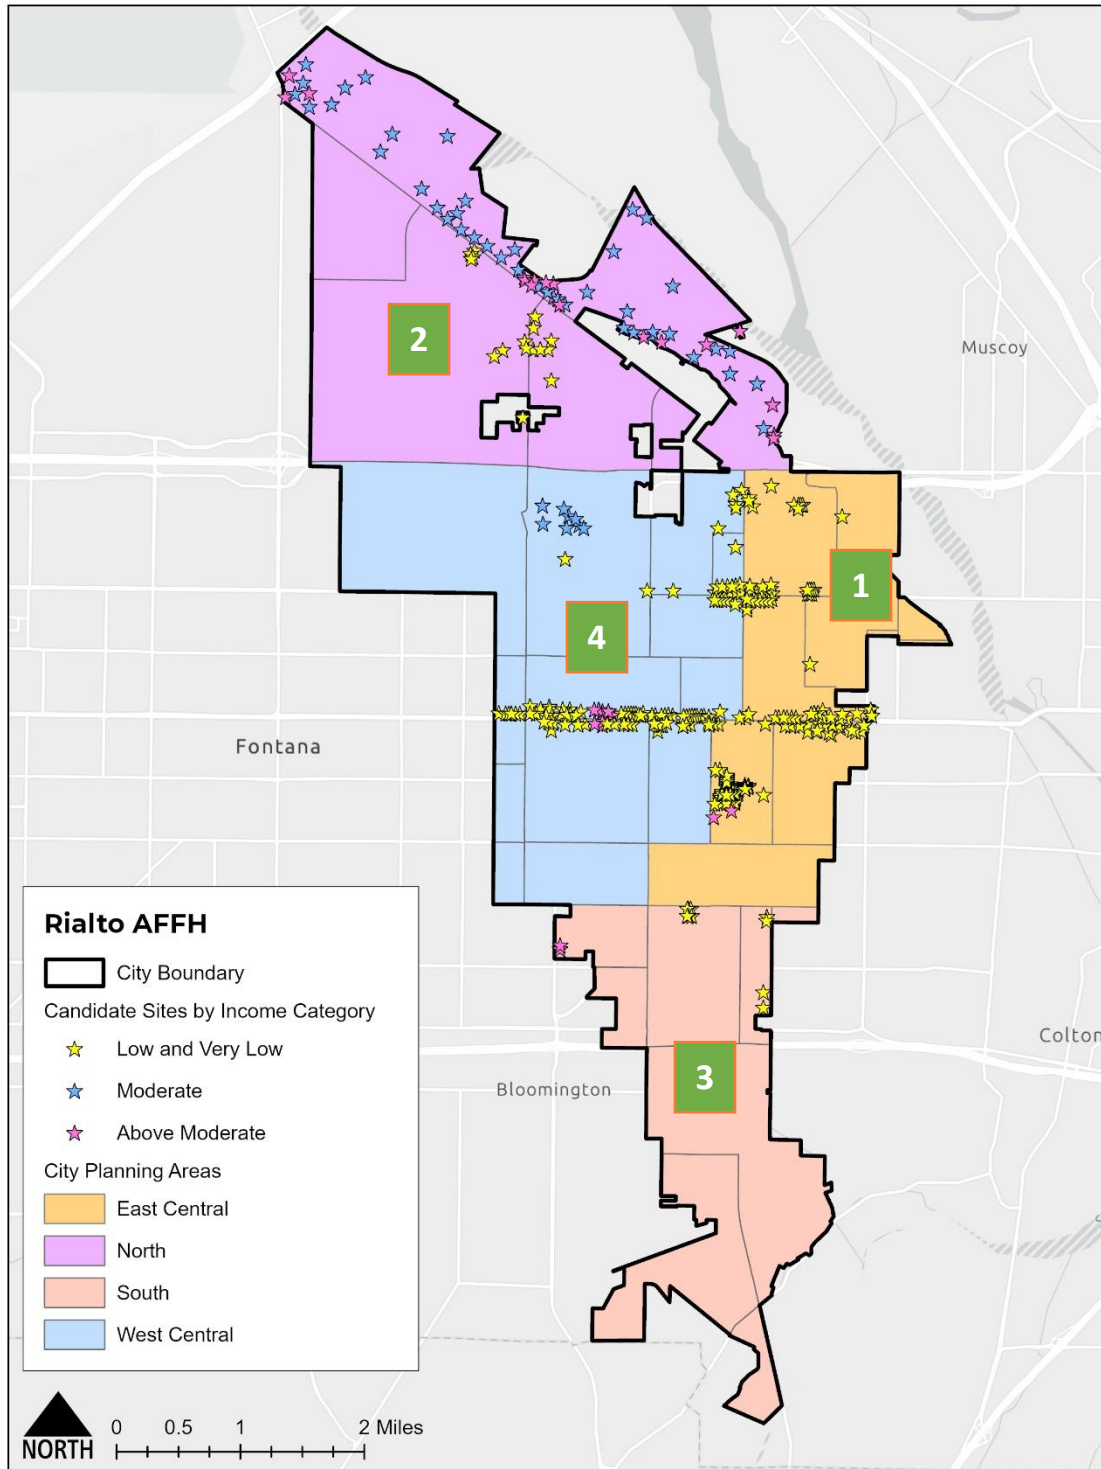 Muscoy
2
1
4
Fontana
Rialto AFFH
City Boundary
Candidate Sites by Income Category
Low and Very Low
Moderate
Above Moderate
City Planning Areas
East Central
North
South
West Central
Colton
3
Bloomington
NORTH
0 0.5 1 2 Miles